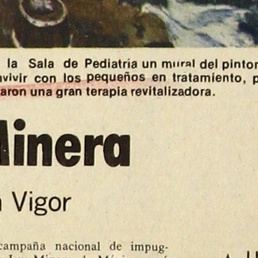 la Sala de Pediatría un mural del pintor
vivir con los pequeños en tratamiento, p
aron una gran terapia revitalizadora.
Minera
Vigor
campaña nacional de impug-